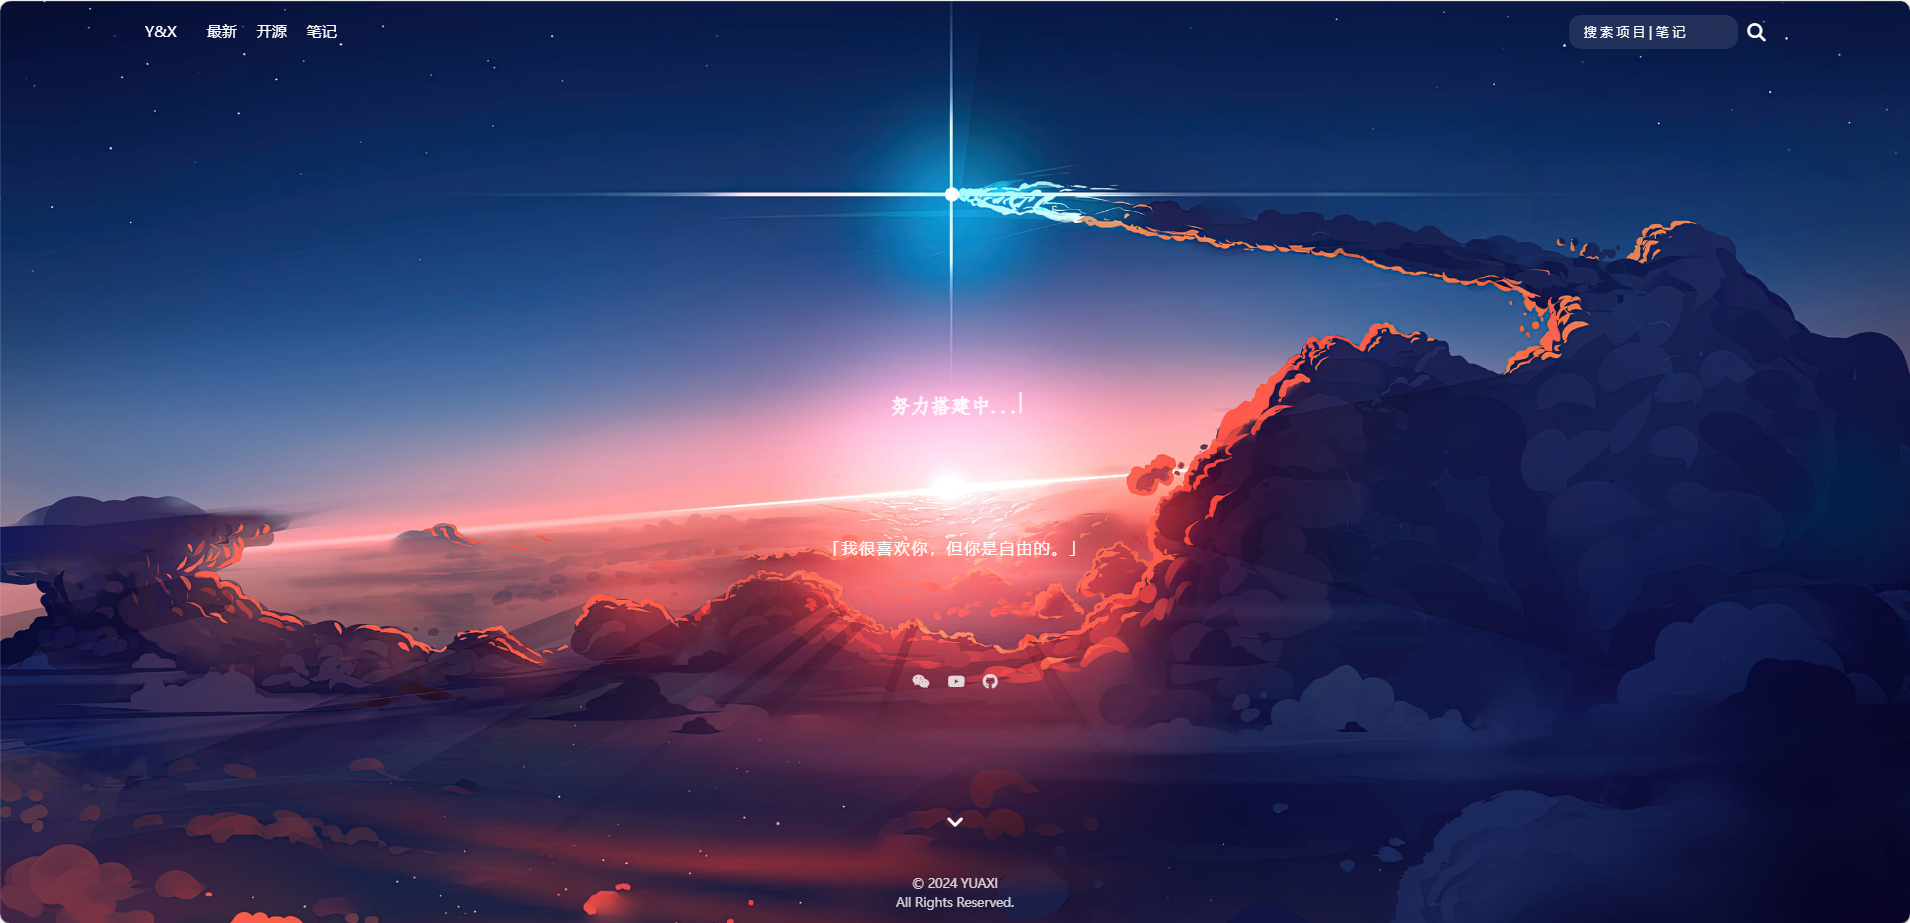 Y&X 最新 开源 笔记 搜索项目|笔记
努力搭建中...
「我很喜欢你，但你是自由的。」
© 2024 YUAXI
All Rights Reserved.